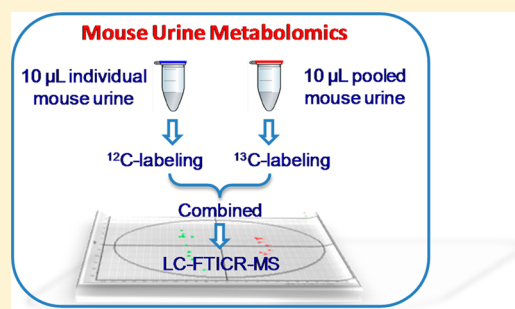 Mouse Urine Metabolomics
10 µL individual
mouse urine
10 µL pooled
mouse urine
¹²C-labeling
¹³C-labeling
Combined
LC-FTICR-MS